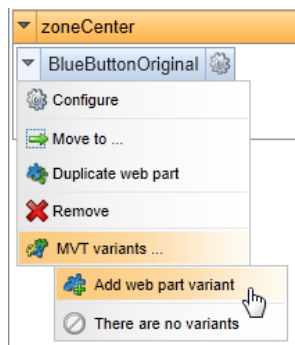 zoneCenter
BlueButtonOriginal
Configure
Move to ...
Duplicate web part
Remove
MVT variants ...
Add web part variant
There are no variants